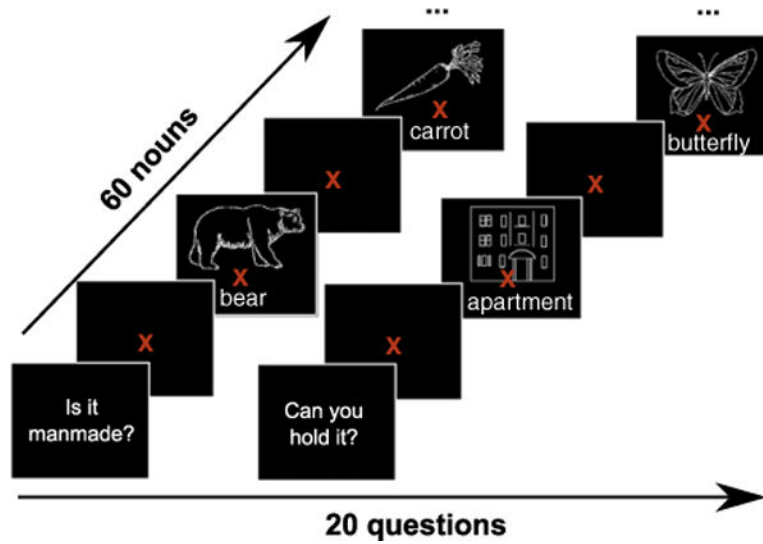 ...
...
60 nouns
X
carrot
X
butterfly
X
X
X
bear
X
apartment
X
X
Is it
manmade?
Can you
hold it?
20 questions